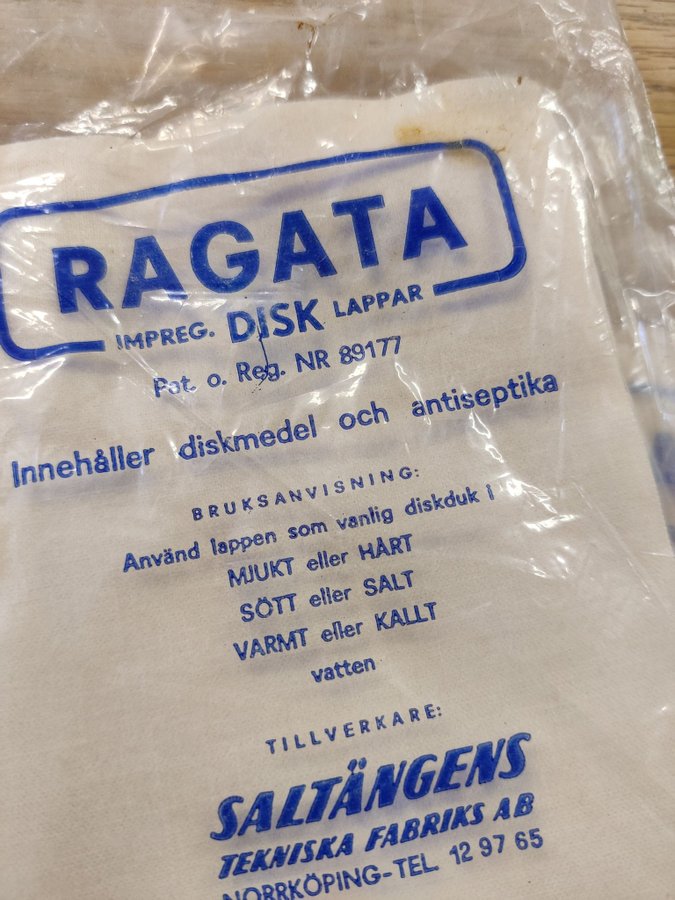 RAGATA
IMPREG. DISK LAPPAR
Pat. o. Reg. NR 89177
Innehåller diskmedel och antiseptika
BRUKSANVISNING:
Använd lappen som vanlig diskduk i
MJUKT eller HÅRT
SÖTT eller SALT
VARMT eller KALLT
vatten
TILLVERKARE:
SALTÄNGENS
TEKNISKA FABRIKS AB
NORRKÖPING-TEL. 12 97 65